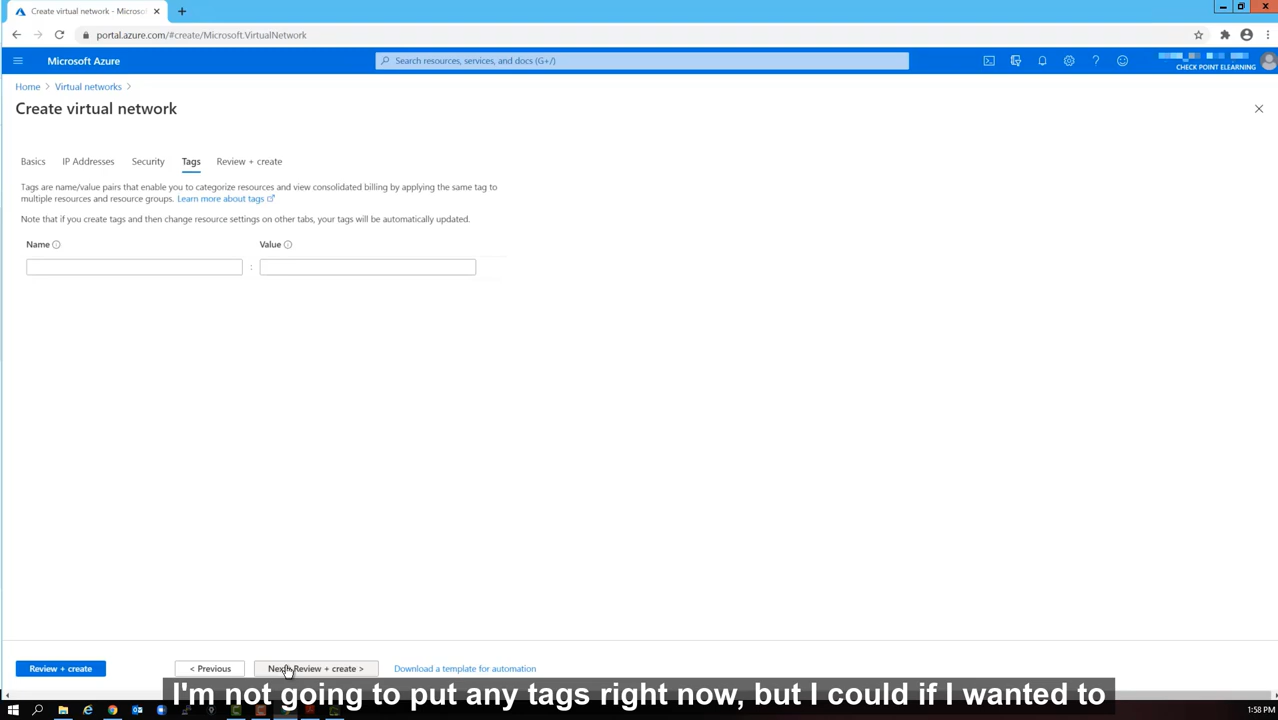 Create virtual network - Microso
portal.azure.com/#create/Microsoft.VirtualNetwork
Microsoft Azure
Search resources, services, and docs (G+/)
CHECK POINT ELEARNING
Home > Virtual networks >
Create virtual network
Basics IP Addresses Security Tags Review + create
Tags are name/value pairs that enable you to categorize resources and view consolidated billing by applying the same tag to
multiple resources and resource groups. Learn more about tags
Note that if you create tags and then change resource settings on other tabs, your tags will be automatically updated.
Name Value
:
Review + create < Previous Next : Review + create > Download a template for automation
I'm not going to put any tags right now, but I could if I wanted to
1:58 PM